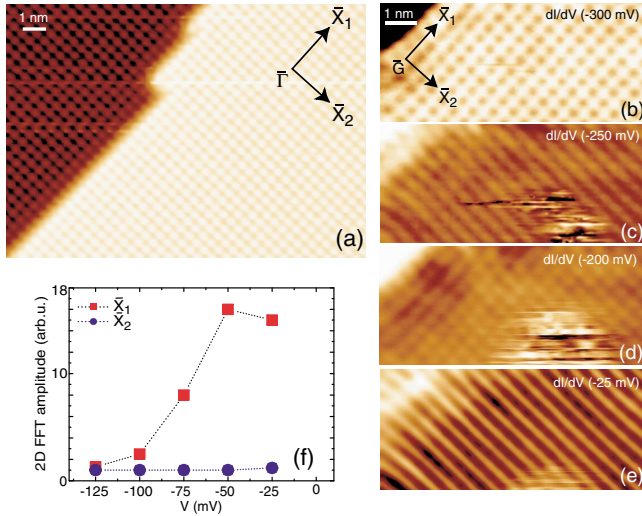 1 nm
X̄1
Γ̄
X̄2
(a)
1 nm
X̄1
dI/dV (-300 mV)
Ḡ
X̄2
(b)
dI/dV (-250 mV)
(c)
dI/dV (-200 mV)
(d)
dI/dV (-25 mV)
(e)
2D FFT amplitude (arb.u.)
18
10
0
X̄1
X̄2
(f)
-125 -100 -75 -50 -25 0
V (mV)